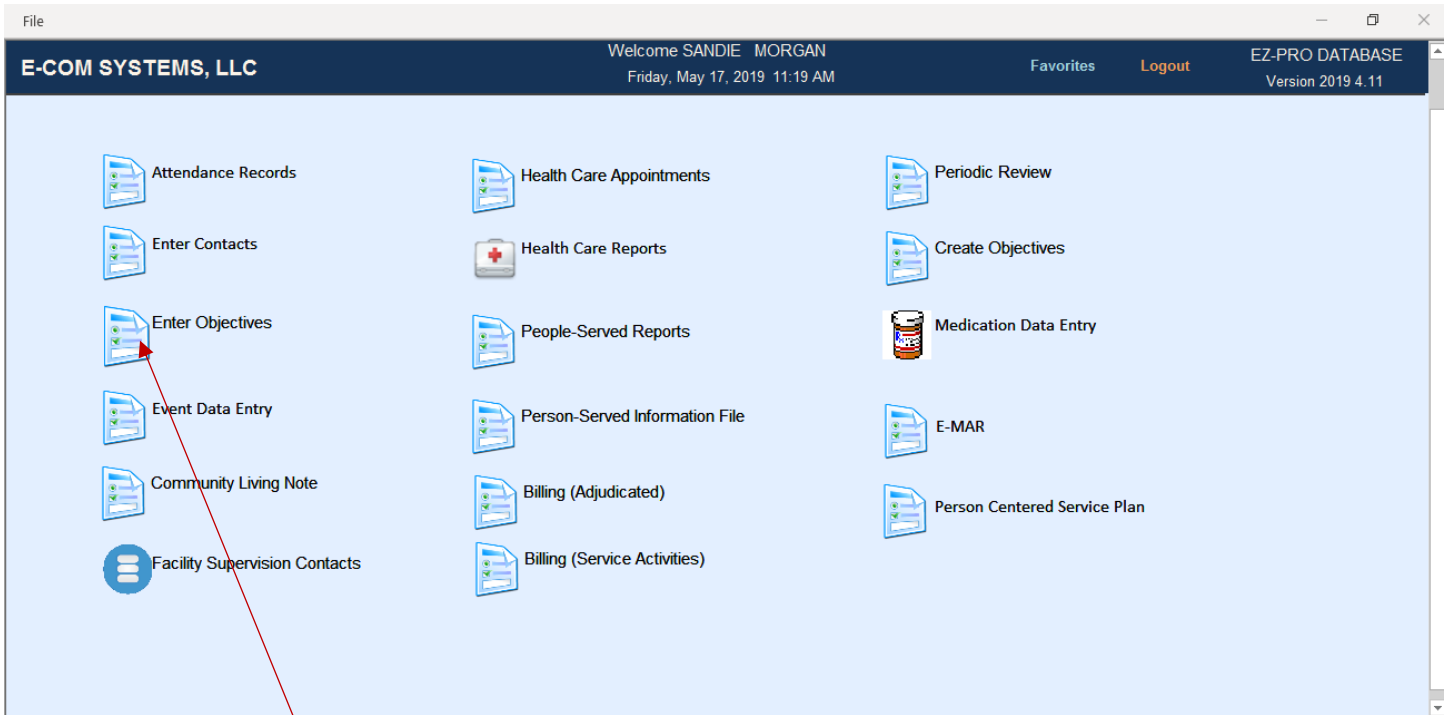 File
E-COM SYSTEMS, LLC
Welcome SANDIE MORGAN
Friday, May 17, 2019 11:19 AM
Favorites
Logout
EZ-PRO DATABASE
Version 2019 4.11
Attendance Records
Enter Contacts
Enter Objectives
Event Data Entry
Community Living Note
Facility Supervision Contacts
Health Care Appointments
Health Care Reports
People-Served Reports
Person-Served Information File
Billing (Adjudicated)
Billing (Service Activities)
Periodic Review
Create Objectives
Medication Data Entry
E-MAR
Person Centered Service Plan